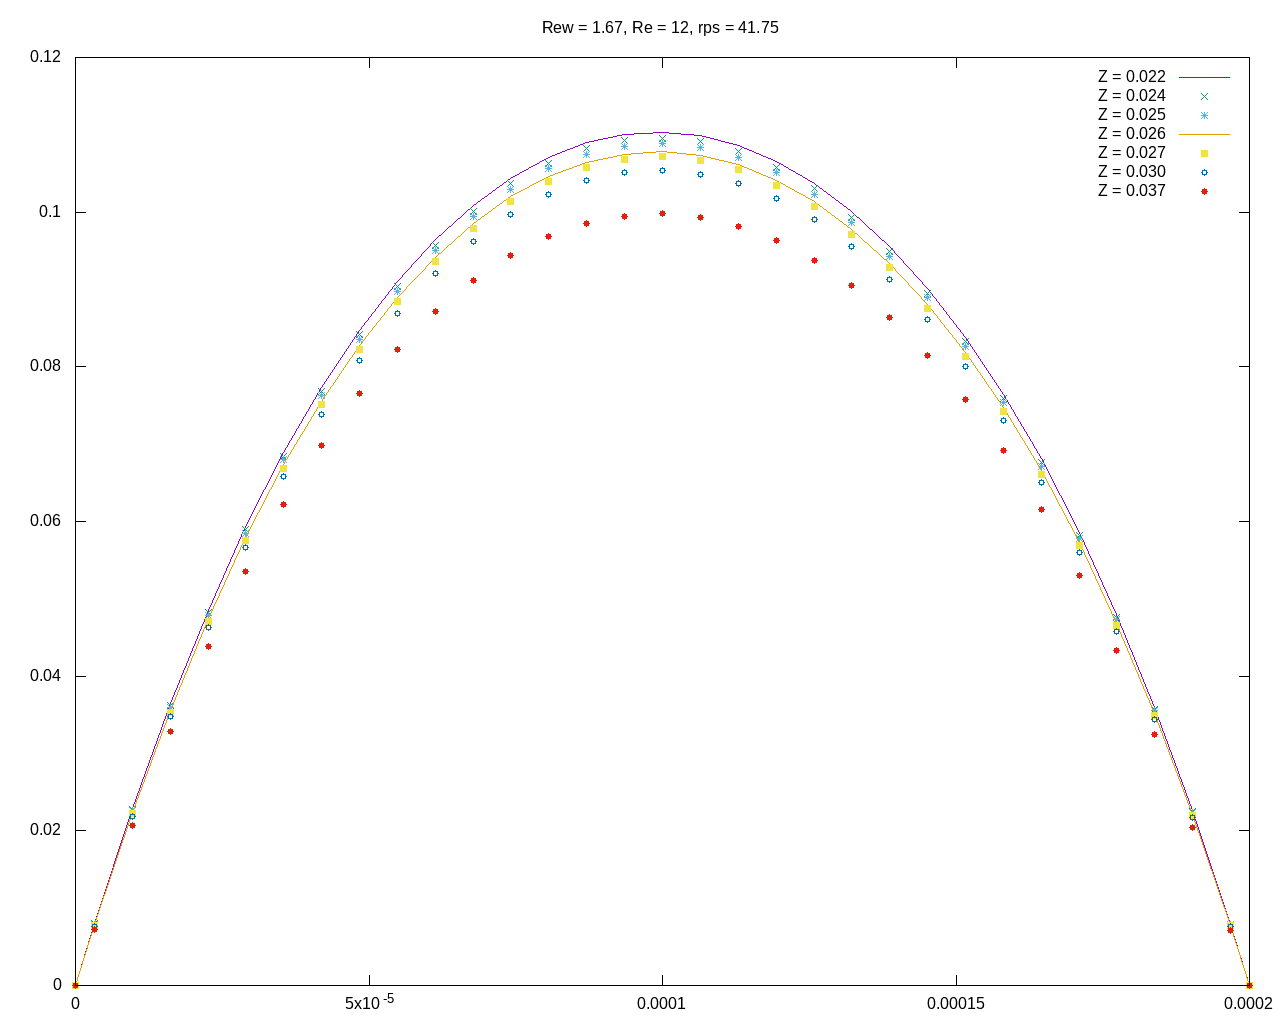 Rew = 1.67, Re = 12, rps = 41.75
0.12
Z = 0.022
Z = 0.024
Z = 0.025
Z = 0.026
Z = 0.027
Z = 0.030
Z = 0.037
0.1
0.08
0.06
0.04
0.02
0
0 5x10⁻⁵ 0.0001 0.00015 0.0002